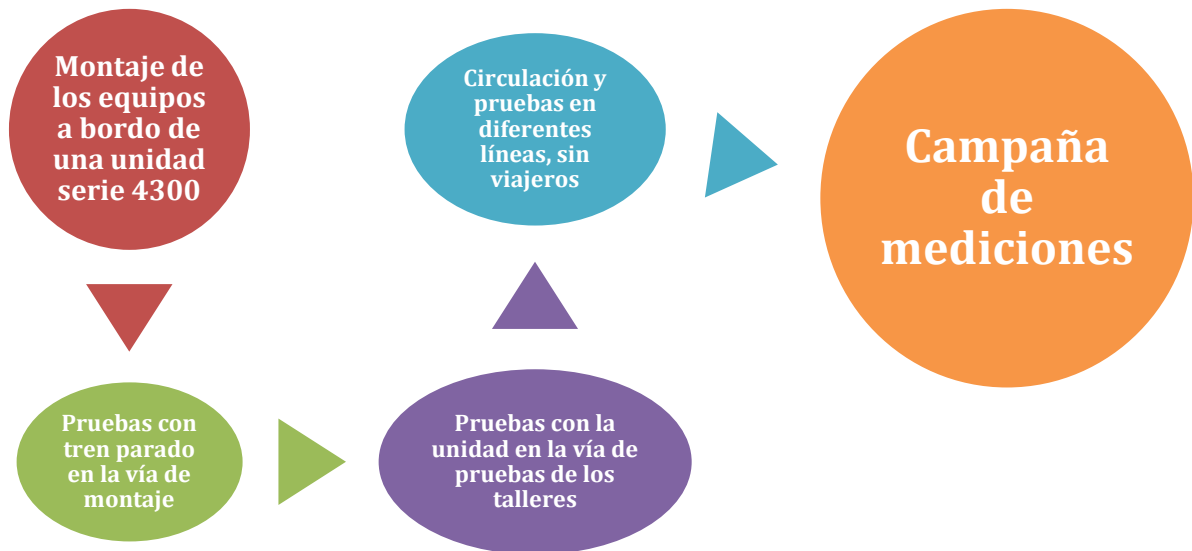 Montaje de
los equipos
a bordo de
una unidad
serie 4300
Pruebas con
tren parado
en la vía de
montaje
Pruebas con la
unidad en la vía de
pruebas de los
talleres
Circulación y
pruebas en
diferentes
líneas, sin
viajeros
Campaña
de
mediciones